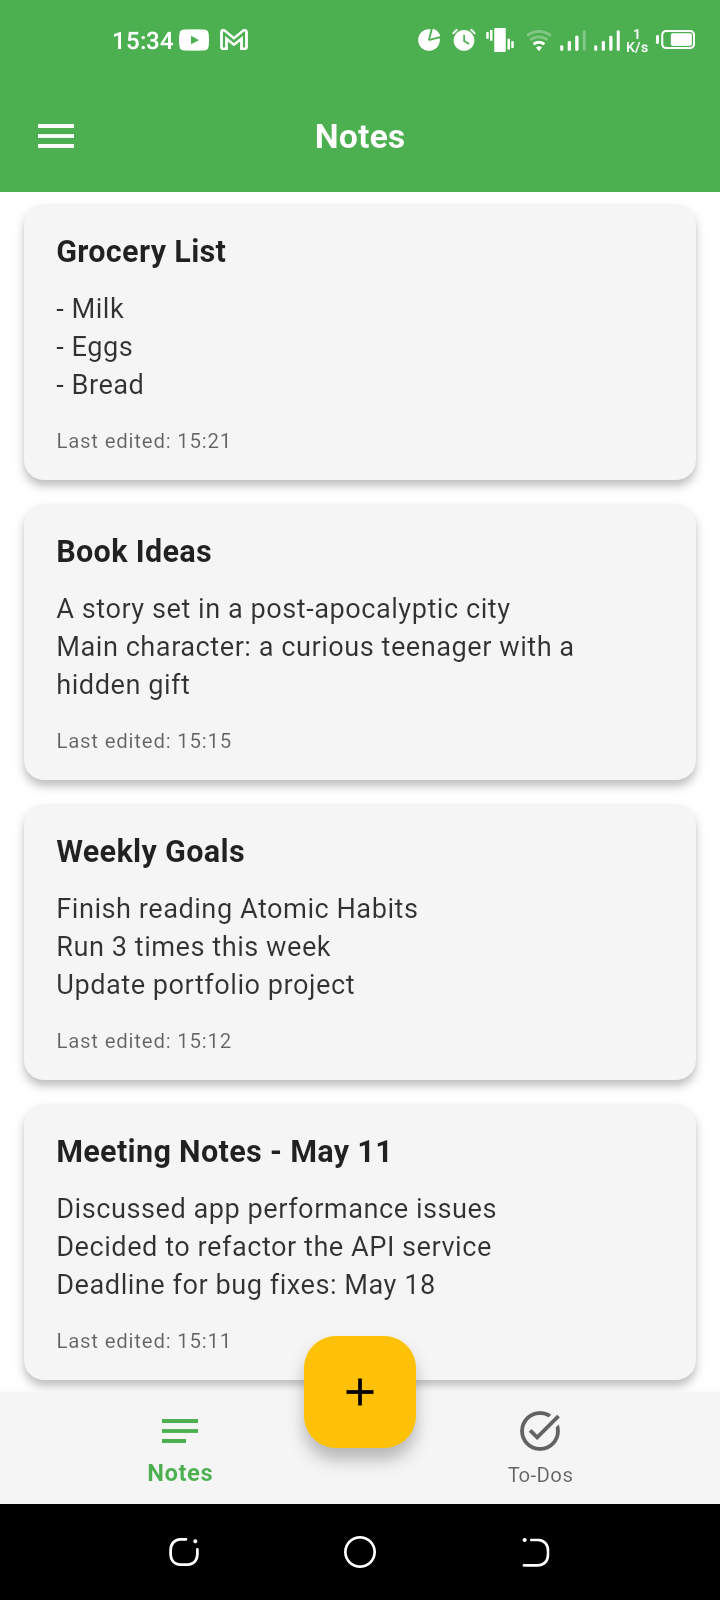 15:34
1
K/s
Notes
Grocery List
- Milk
- Eggs
- Bread
Last edited: 15:21
Book Ideas
A story set in a post-apocalyptic city
Main character: a curious teenager with a
hidden gift
Last edited: 15:15
Weekly Goals
Finish reading Atomic Habits
Run 3 times this week
Update portfolio project
Last edited: 15:12
Meeting Notes - May 11
Discussed app performance issues
Decided to refactor the API service
Deadline for bug fixes: May 18
Last edited: 15:11
Notes
To-Dos